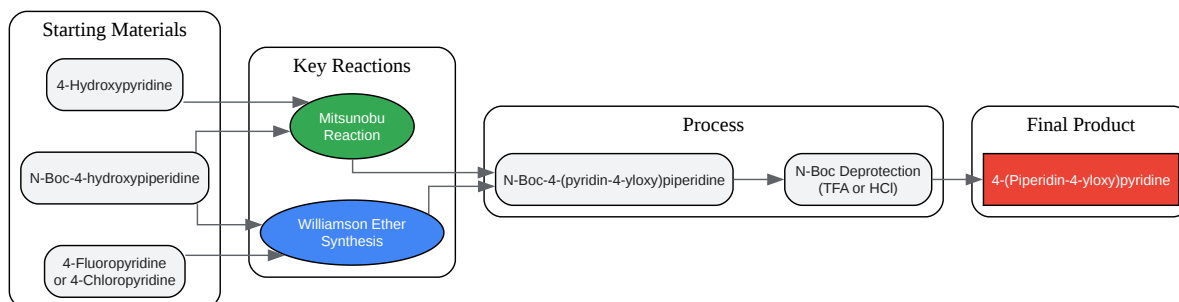 Starting Materials
4-Hydroxypyridine
N-Boc-4-hydroxypiperidine
4-Fluoropyridine
or 4-Chloropyridine
Key Reactions
Mitsunobu
Reaction
Williamson Ether
Synthesis
Process
N-Boc-4-(pyridin-4-yloxy)piperidine
N-Boc Deprotection
(TFA or HCl)
Final Product
4-(Piperidin-4-yloxy)pyridine